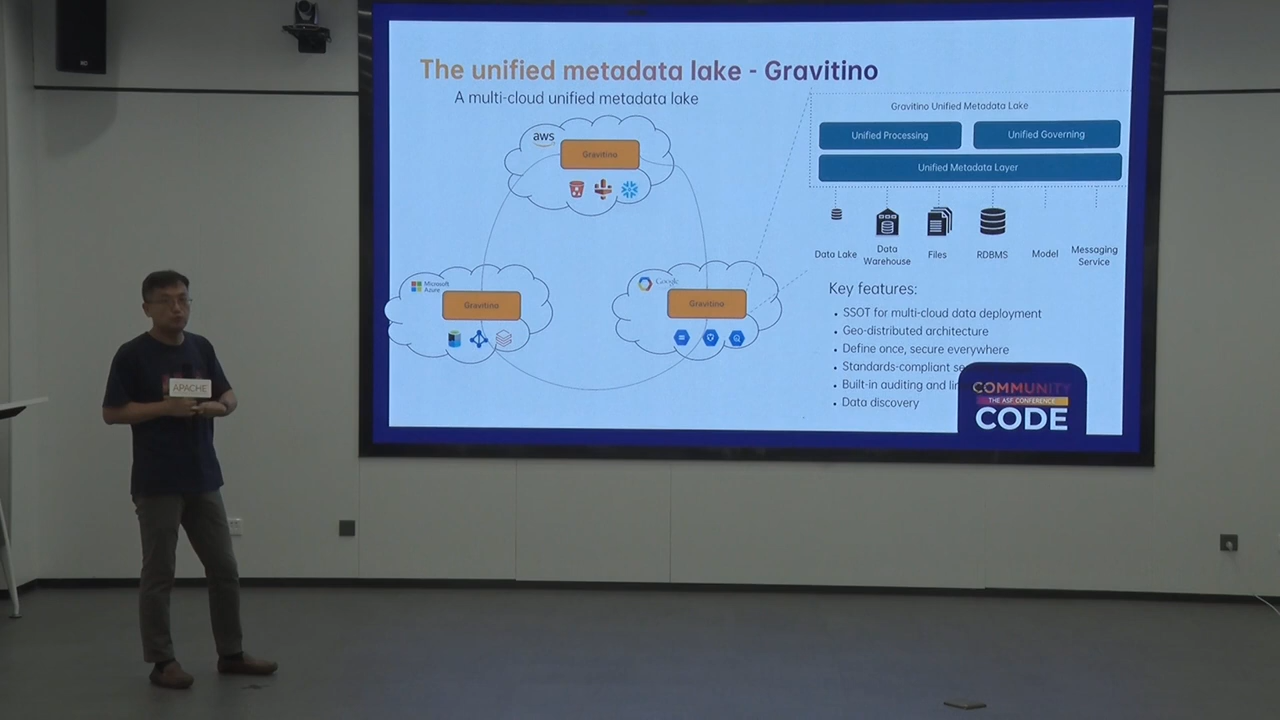 The unified metadata lake - Gravitino
A multi-cloud unified metadata lake
aws
Gravitino
Microsoft
Azure
Gravitino
Google
Gravitino
Gravitino Unified Metadata Lake
Unified Processing
Unified Governing
Unified Metadata Layer
Data Lake
Data
Warehouse
Files
RDBMS
Model
Messaging
Service
Key features:
• SSOT for multi-cloud data deployment
• Geo-distributed architecture
• Define once, secure everywhere
• Standards-compliant
• Built-in auditing and
• Data discovery
COMMUNITY
THE ASF CONFERENCE
CODE
APACHE